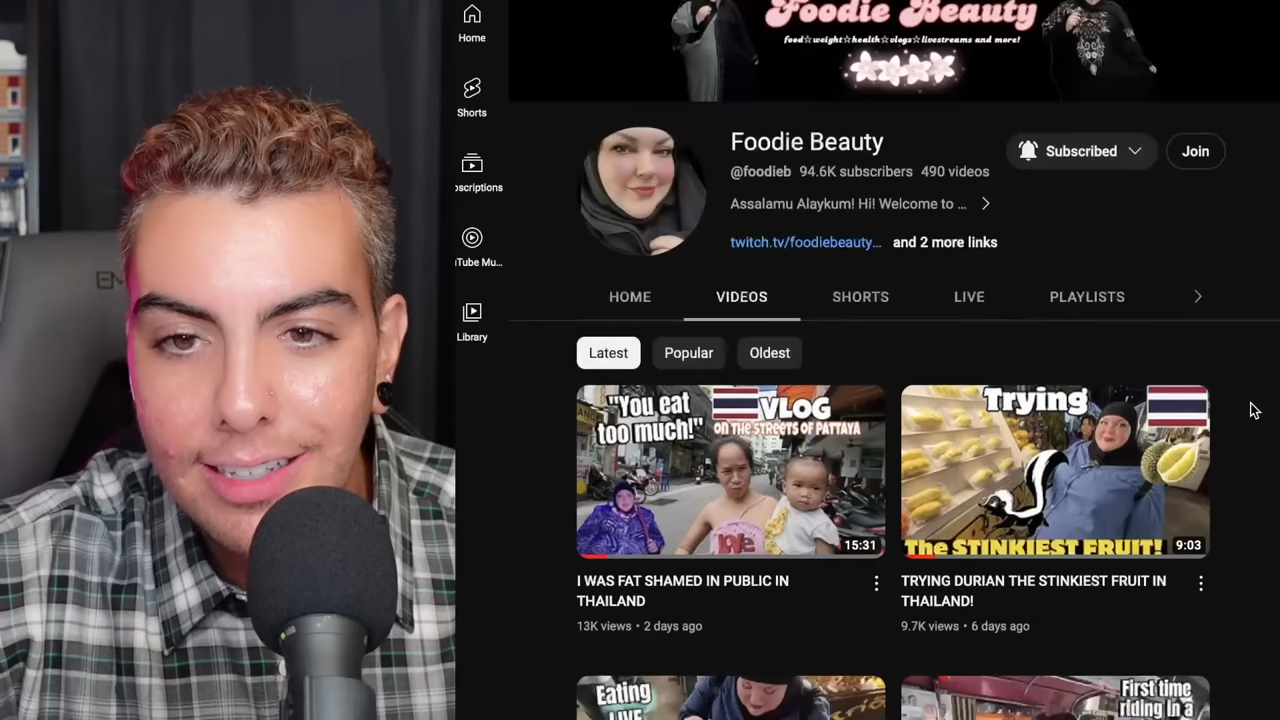 Home
Shorts
bscriptions
uTube Mu...
Library
Foodie Beauty
food☆weight☆health☆vlogs☆livestreams and more!
Foodie Beauty
@foodieb 94.6K subscribers 490 videos
Assalamu Alaykum! Hi! Welcome to ...
twitch.tv/foodiebeauty... and 2 more links
Subscribed
Join
HOME VIDEOS SHORTS LIVE PLAYLISTS
Latest Popular Oldest
"You eat
too much!"
VLOG
ON THE STREETS OF PATTAYA
15:31
I WAS FAT SHAMED IN PUBLIC IN
THAILAND
13K views • 2 days ago
Trying
The STINKIEST FRUIT!
9:03
TRYING DURIAN THE STINKIEST FRUIT IN
THAILAND!
9.7K views • 6 days ago
Eating
LIVE
First time
riding in a